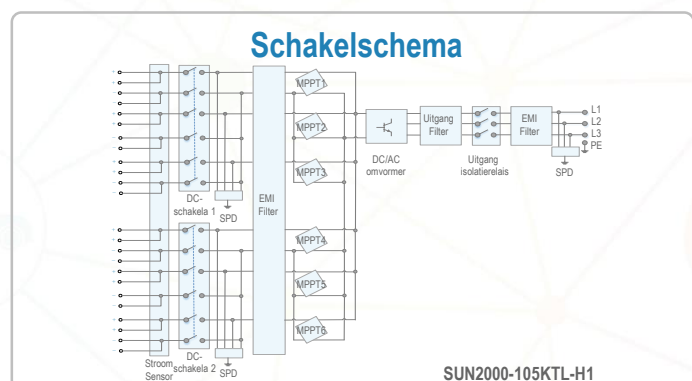 Schakelschema
MPPT1
MPPT2
MPPT3
MPPT4
MPPT5
MPPT6
DC-
schakela 1
SPD
EMI
Filter
DC/AC
omvormer
Uitgang
Filter
Uitgang
isolatierelais
EMI
Filter
L1
L2
L3
PE
SPD
Stroom
Sensor
DC-
schakela 2
SPD
SUN2000-105KTL-H1